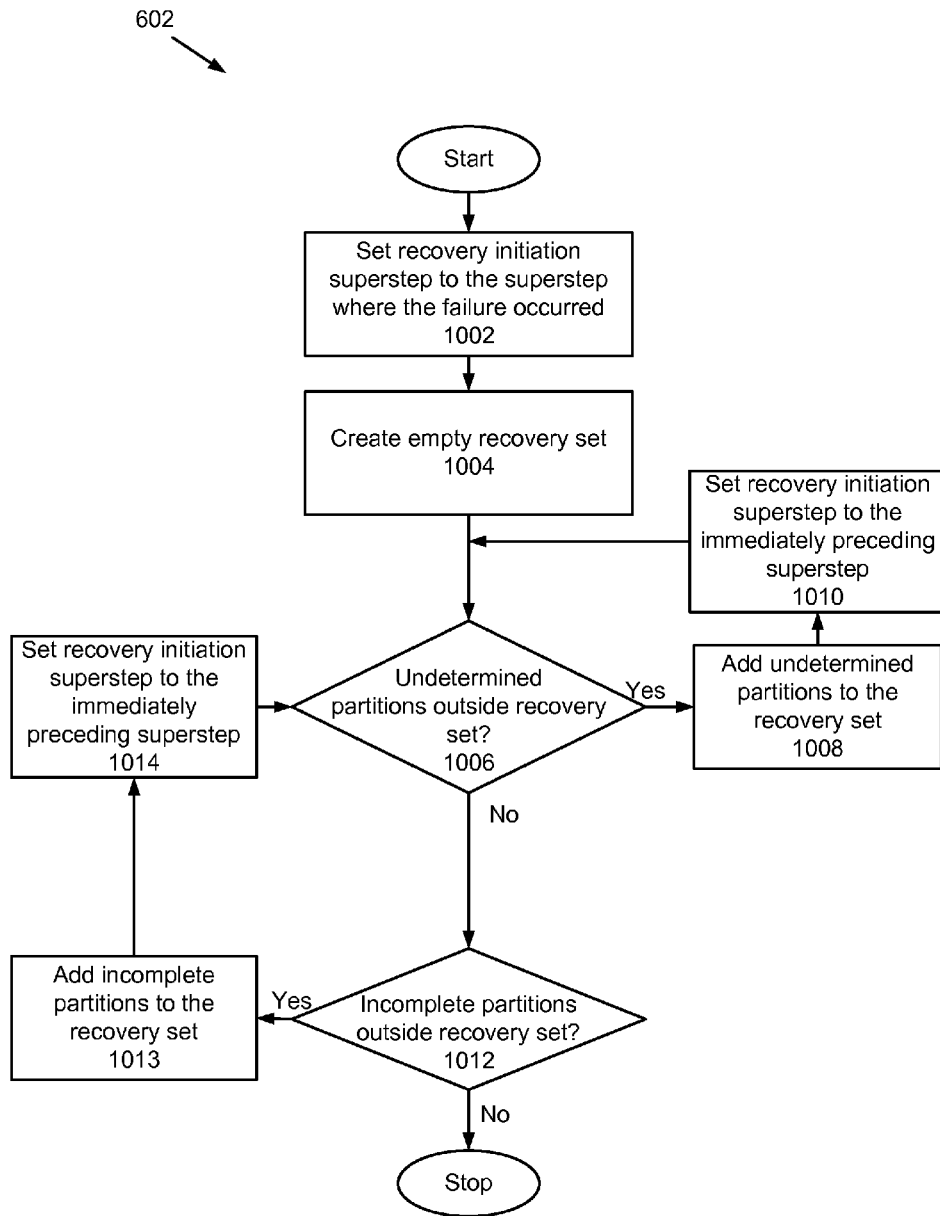 602
Start
Set recovery initiation
superstep to the superstep
where the failure occurred
1002
Create empty recovery set
1004
Set recovery initiation
superstep to the
immediately preceding
superstep
1010
Set recovery initiation
superstep to the
immediately
preceding superstep
1014
Undetermined
partitions outside recovery
set?
1006
Yes
Add undetermined
partitions to the
recovery set
1008
No
Add incomplete
partitions to the
recovery set
1013
Yes
Incomplete partitions
outside recovery set?
1012
No
Stop